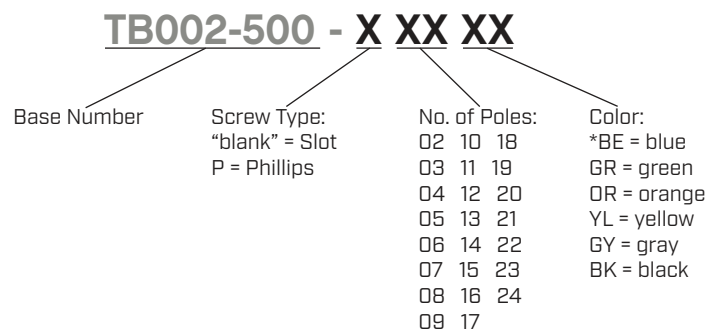 TB002-500 - X XX XX
Base Number
Screw Type:
“blank” = Slot
P = Phillips
No. of Poles:
02 10 18
03 11 19
04 12 20
05 13 21
06 14 22
07 15 23
08 16 24
09 17
Color:
*BE = blue
GR = green
OR = orange
YL = yellow
GY = gray
BK = black